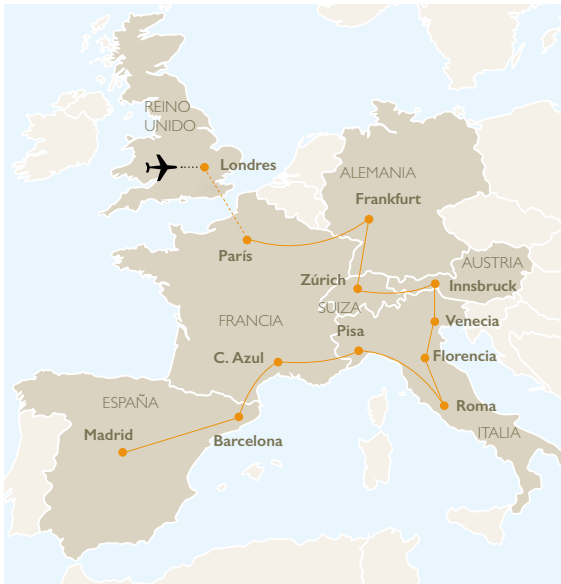 REINO
UNIDO
Londres
ALEMANIA
Frankfurt
París
AUSTRIA
Zúrich
Innsbruck
SUIZA
FRANCIA
Venecia
Pisa
C. Azul
Florencia
ESPAÑA
Roma
Madrid
Barcelona
ITALIA